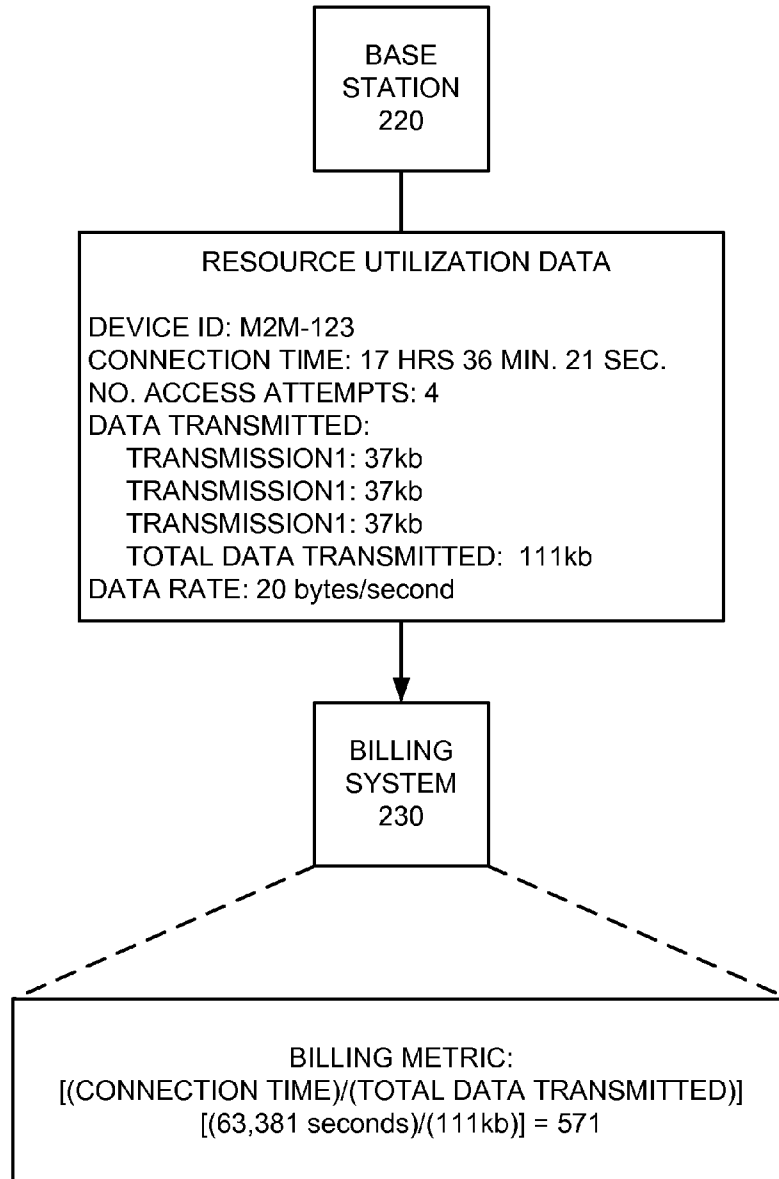 BASE
STATION
220
RESOURCE UTILIZATION DATA
DEVICE ID: M2M-123
CONNECTION TIME: 17 HRS 36 MIN. 21 SEC.
NO. ACCESS ATTEMPTS: 4
DATA TRANSMITTED:
TRANSMISSION1: 37kb
TRANSMISSION1: 37kb
TRANSMISSION1: 37kb
TOTAL DATA TRANSMITTED: 111kb
DATA RATE: 20 bytes/second
BILLING
SYSTEM
230
BILLING METRIC:
[(CONNECTION TIME)/(TOTAL DATA TRANSMITTED)]
[(63,381 seconds)/(111kb)] = 571